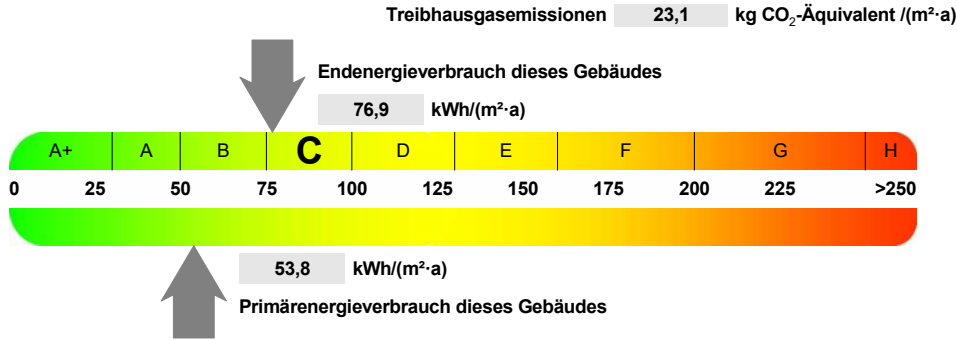 Treibhausgasemissionen 23,1 kg CO₂-Äquivalent /(m²·a)
Endenergieverbrauch dieses Gebäudes
76,9 kWh/(m²·a)
A+ A B C D E F G H
0 25 50 75 100 125 150 175 200 225 >250
53,8 kWh/(m²·a)
Primärenergieverbrauch dieses Gebäudes